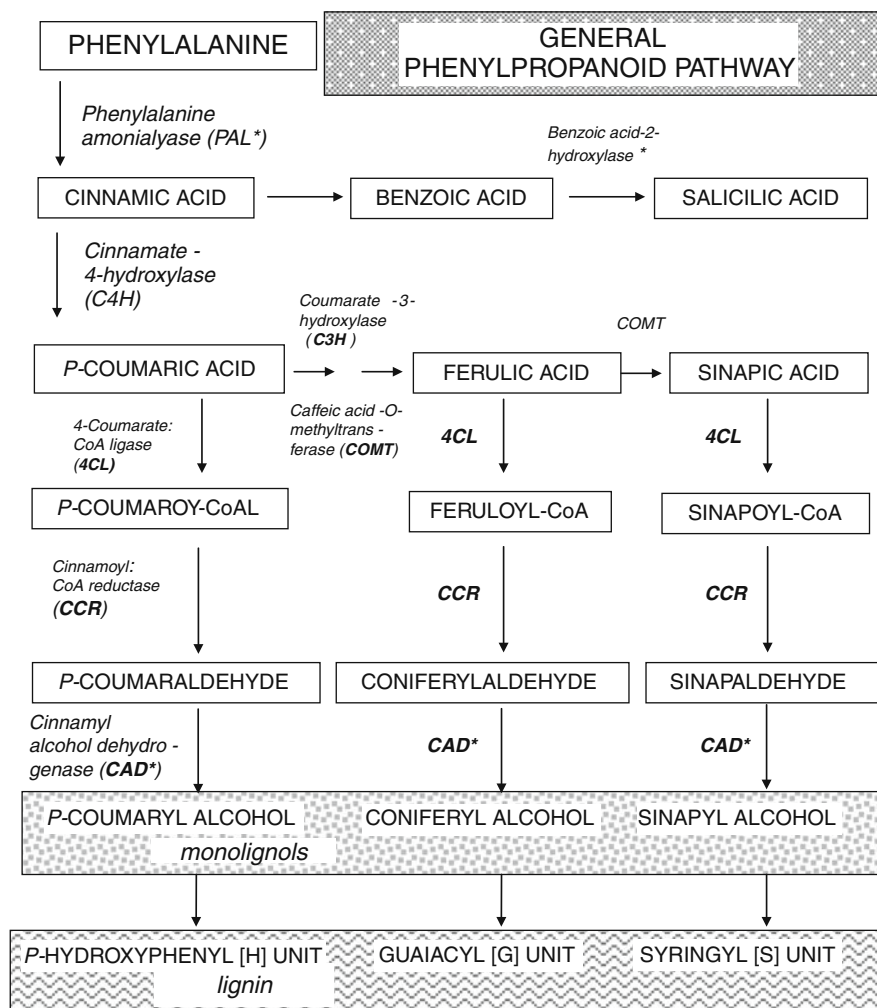 PHENYLALANINE
GENERAL
PHENYLPROPANOID PATHWAY
Phenylalanine
amonialyase (PAL*)
Benzoic acid-2-
hydroxylase *
CINNAMIC ACID
BENZOIC ACID
SALICILIC ACID
Cinnamate -
4-hydroxylase
(C4H)
Coumarate -3-
hydroxylase
(C3H )
COMT
P-COUMARIC ACID
FERULIC ACID
SINAPIC ACID
4-Coumarate:
CoA ligase
(4CL)
Caffeic acid -O-
methyltrans -
ferase (COMT)
4CL
4CL
P-COUMAROY-CoAL
FERULOYL-CoA
SINAPOYL-CoA
Cinnamoyl:
CoA reductase
(CCR)
CCR
CCR
P-COUMARALDEHYDE
CONIFERYLALDEHYDE
SINAPALDEHYDE
Cinnamyl
alcohol dehydro -
genase (CAD*)
CAD*
CAD*
P-COUMARYL ALCOHOL
CONIFERYL ALCOHOL
SINAPYL ALCOHOL
monolignols
P-HYDROXYPHENYL [H] UNIT
GUAIACYL [G] UNIT
SYRINGYL [S] UNIT
lignin